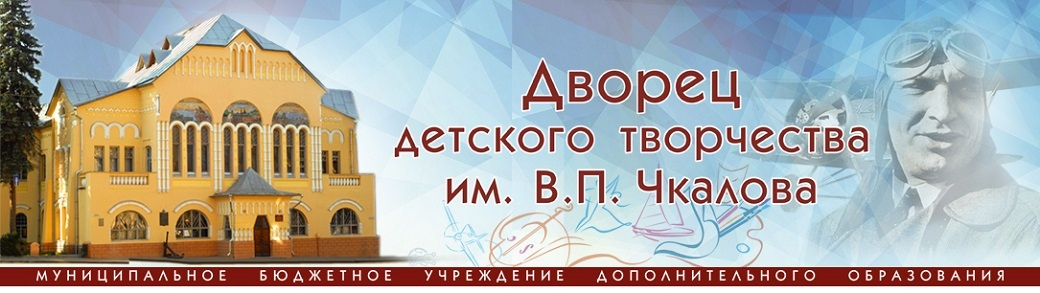 Дворец
детского творчества
им. В.П. Чкалова
МУНИЦИПАЛЬНОЕ БЮДЖЕТНОЕ УЧРЕЖДЕНИЕ ДОПОЛНИТЕЛЬНОГО ОБРАЗОВАНИЯ